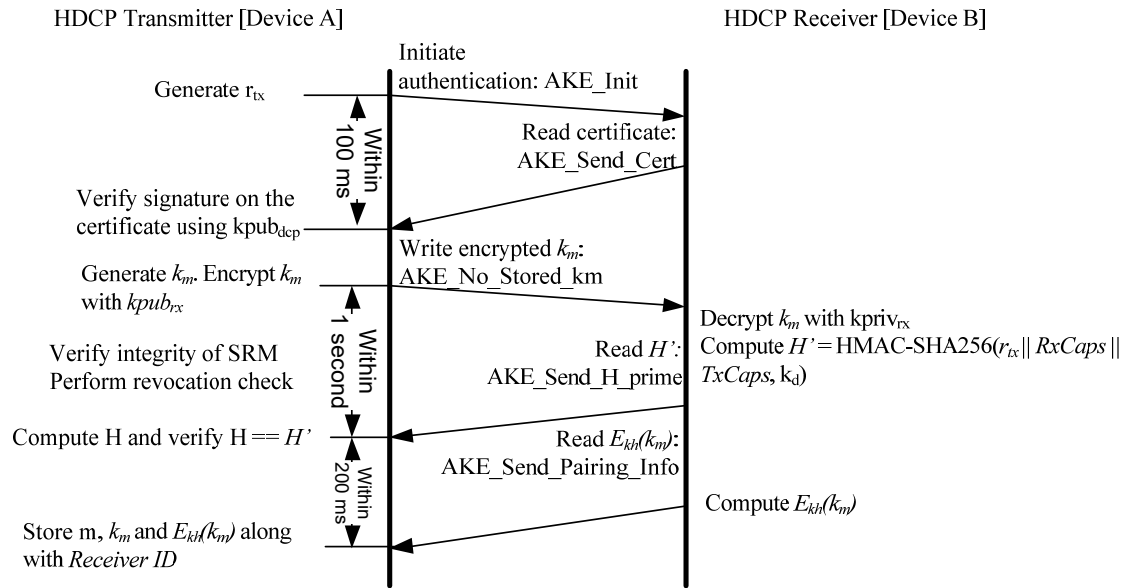 HDCP Transmitter [Device A]
HDCP Receiver [Device B]
Initiate
authentication: AKE_Init
Generate rtx
Within
100 ms
Read certificate:
AKE_Send_Cert
Verify signature on the
certificate using kpubdcp
Write encrypted km:
AKE_No_Stored_km
Generate km. Encrypt km
with kpubrx
Within
1 second
Decrypt km with kprivrx
Compute H’ = HMAC-SHA256(rtx || RxCaps ||
TxCaps, kd)
Verify integrity of SRM
Perform revocation check
Read H’:
AKE_Send_H_prime
Compute H and verify H == H’
Within
200 ms
Read Ekh(km):
AKE_Send_Pairing_Info
Compute Ekh(km)
Store m, km and Ekh(km) along
with Receiver ID